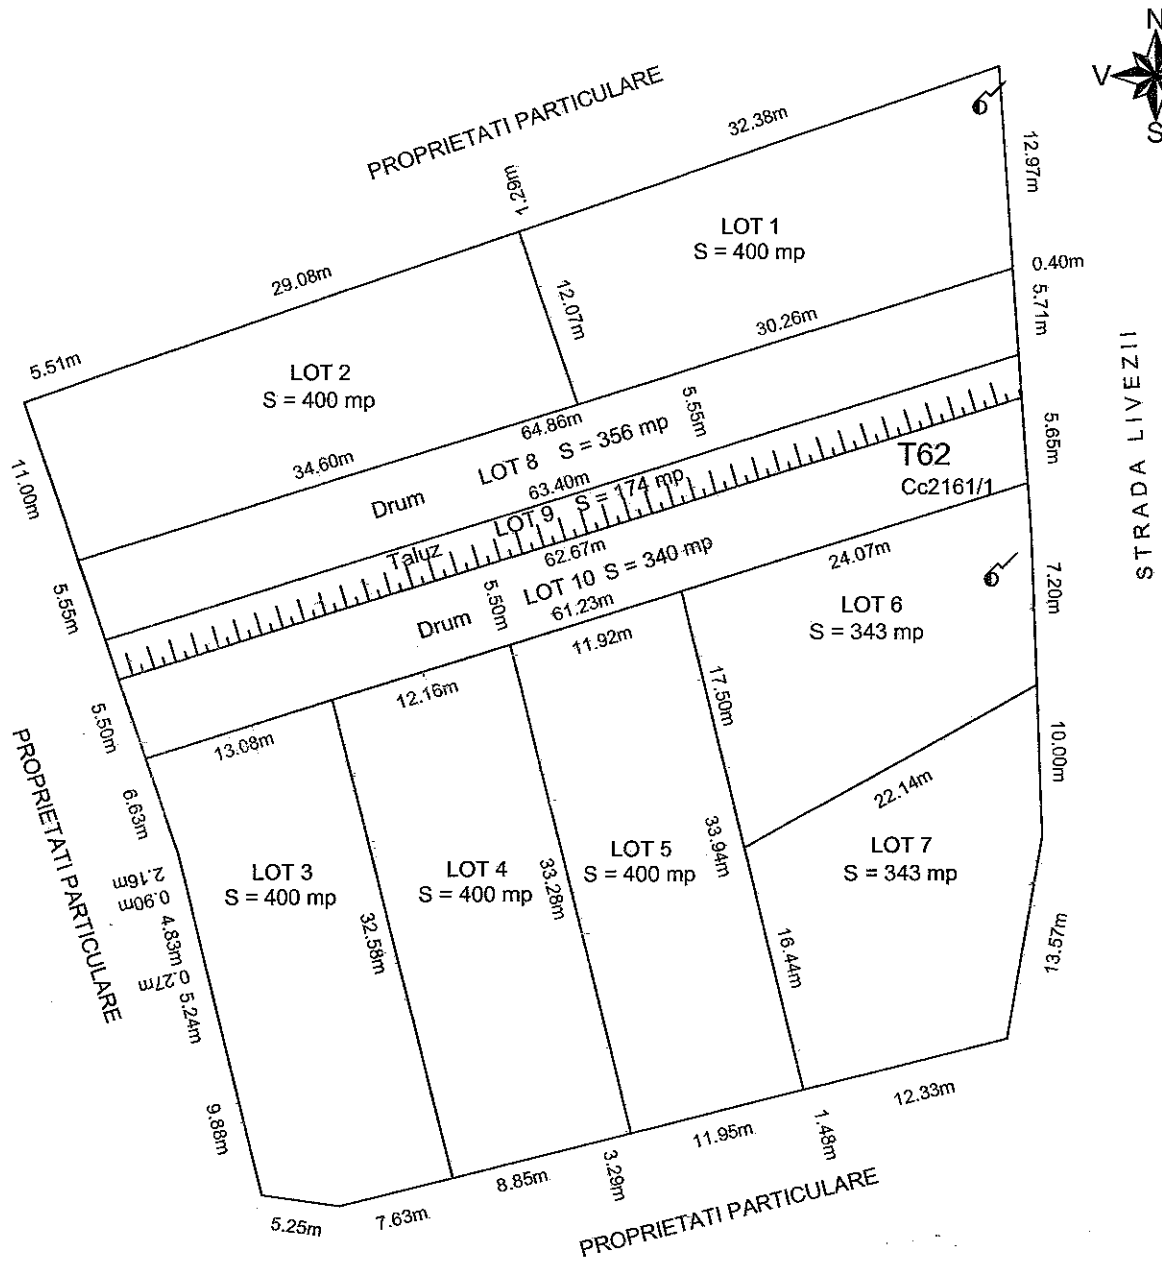 N
V
S
PROPRIETATI PARTICULARE
32.38m
12.97m
1.29m
LOT 1
S = 400 mp
29.08m
0.40m
5.71m
12.07m
30.26m
5.51m
LOT 2
S = 400 mp
STRADA LIVEZII
5.55m
64.86m
LOT 8 S = 356 mp
34.60m
Drum
11.00m
5.65m
T62
Cc2161/1
63.40m
LOT 9 S = 174 mp
Taluz
62.67m
LOT 10 S = 340 mp
24.07m
5.50m
61.23m
Drum
5.55m
7.20m
LOT 6
S = 343 mp
11.92m
12.16m
17.50m
5.50m
13.08m
10.00m
22.14m
PROPRIETATI PARTICULARE
6.63m
2.16m
0.90m
4.83m
0.27m
5.24m
9.88m
LOT 3
S = 400 mp
32.58m
LOT 4
S = 400 mp
33.28m
LOT 5
S = 400 mp
33.94m
LOT 7
S = 343 mp
16.44m
13.57m
12.33m
1.48m
11.95m
3.29m
8.85m
7.63m
5.25m
PROPRIETATI PARTICULARE